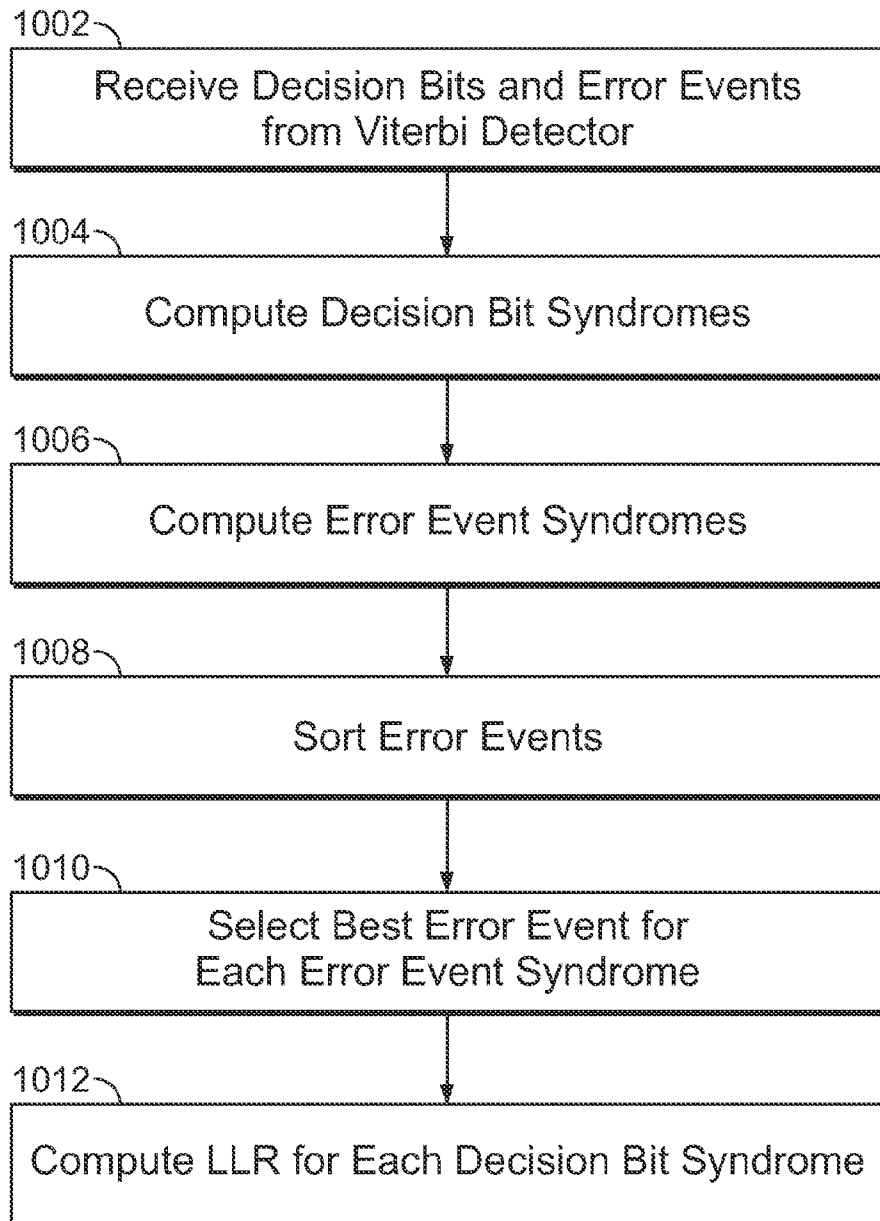 1002
Receive Decision Bits and Error Events
from Viterbi Detector
1004
Compute Decision Bit Syndromes
1006
Compute Error Event Syndromes
1008
Sort Error Events
1010
Select Best Error Event for
Each Error Event Syndrome
1012
Compute LLR for Each Decision Bit Syndrome